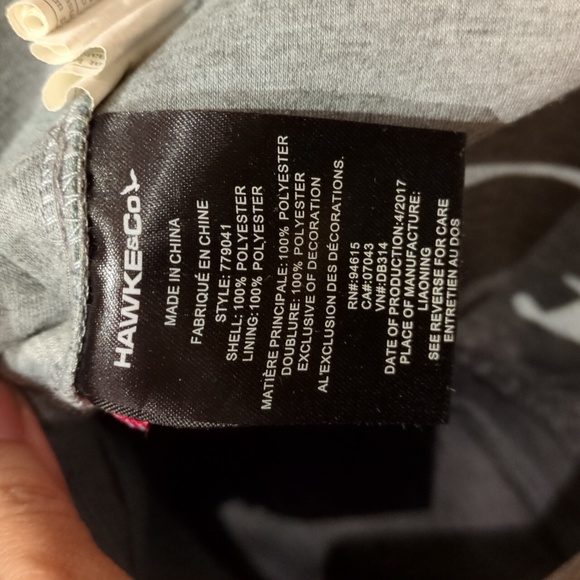 HAWKE&Co
MADE IN CHINA
FABRIQUÉ EN CHINE
STYLE: 779041
SHELL:100% POLYESTER
LINING:100% POLYESTER
MATIÈRE PRINCIPALE:100% POLYESTER
DOUBLURE: 100% POLYESTER
EXCLUSIVE OF DECORATION
AL'EXCLUSION DES DÉCORATIONS.
RN#:94615
CA#:07043
VN#:DB314
DATE OF PRODUCTION:4/2017
PLACE OF MANUFACTURE:
LIAONING
SEE REVERSE FOR CARE
ENTRETIEN AU DOS